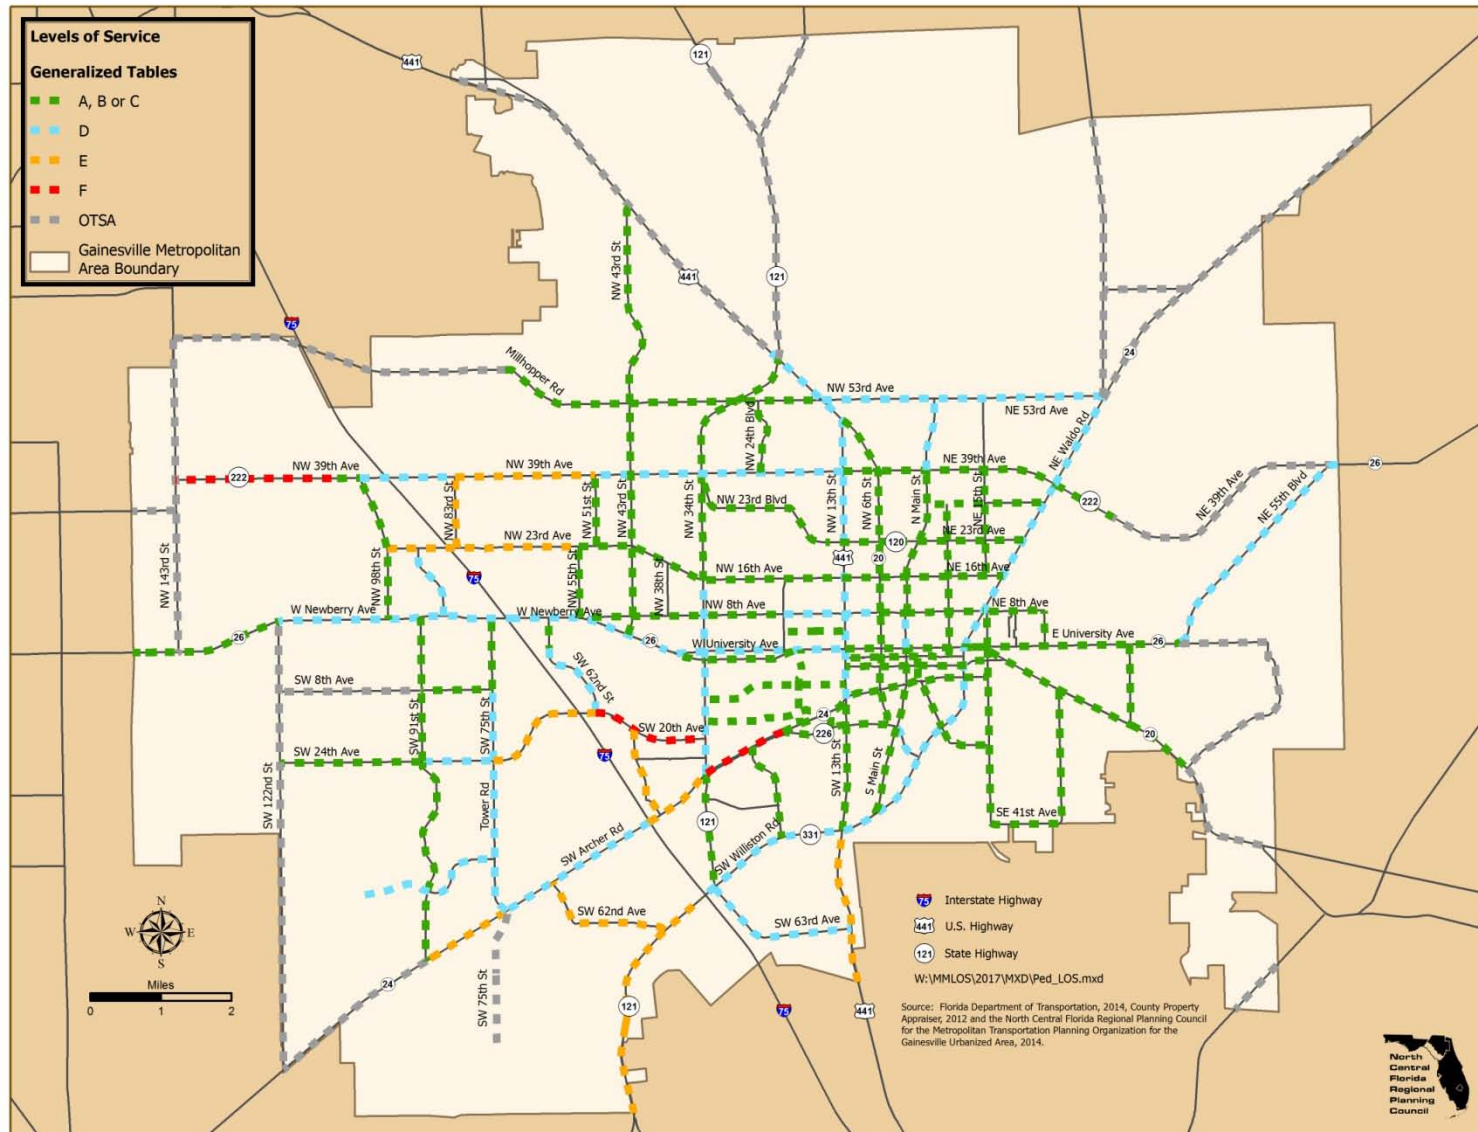 Levels of Service
Generalized Tables
A, B or C
D
E
F
OTSA
Gainesville Metropolitan
Area Boundary
441
121
NW 43rd St
441
121
75
24
Millhopper Rd
NW 53rd Ave
NE 53rd Ave
NW 24th Blvd
NE Waldo Rd
222
NW 39th Ave
NW 39th Ave
NE 39th Ave
26
NW 83rd St
NW 51st St
NW 43rd St
NW 34th St
NW 23rd Blvd
NW 13th St
NW 6th St
N Main St
NE 15th St
222
NE 39th Ave
NE 55th Blvd
NW 143rd St
NW 98th St
NW 23rd Ave
120
NE 23rd Ave
20
441
75
NW 55th St
NW 38th St
NW 16th Ave
NE 16th Ave
W Newberry Ave
W Newberry Ave
NW 8th Ave
NE 8th Ave
26
26
W University Ave
E University Ave
26
SW 8th Ave
SW 62nd St
SW 91st St
SW 75th St
SW 20th Ave
24
226
20
SW 24th Ave
75
SW 122nd St
Tower Rd
SW 13th St
S Main St
SW Archer Rd
121
SW Williston Rd
331
SE 41st Ave
SW 62nd Ave
SW 63rd Ave
24
SW 75th St
121
75
441
N
W
E
S
Miles
0
1
2
75
Interstate Highway
441
U.S. Highway
121
State Highway
W:\MMLOS\2017\MXD\Ped_LOS.mxd
Source: Florida Department of Transportation, 2014, County Property
Appraiser, 2012 and the North Central Florida Regional Planning Council
for the Metropolitan Transportation Planning Organization for the
Gainesville Urbanized Area, 2014.
North
Central
Florida
Regional
Planning
Council